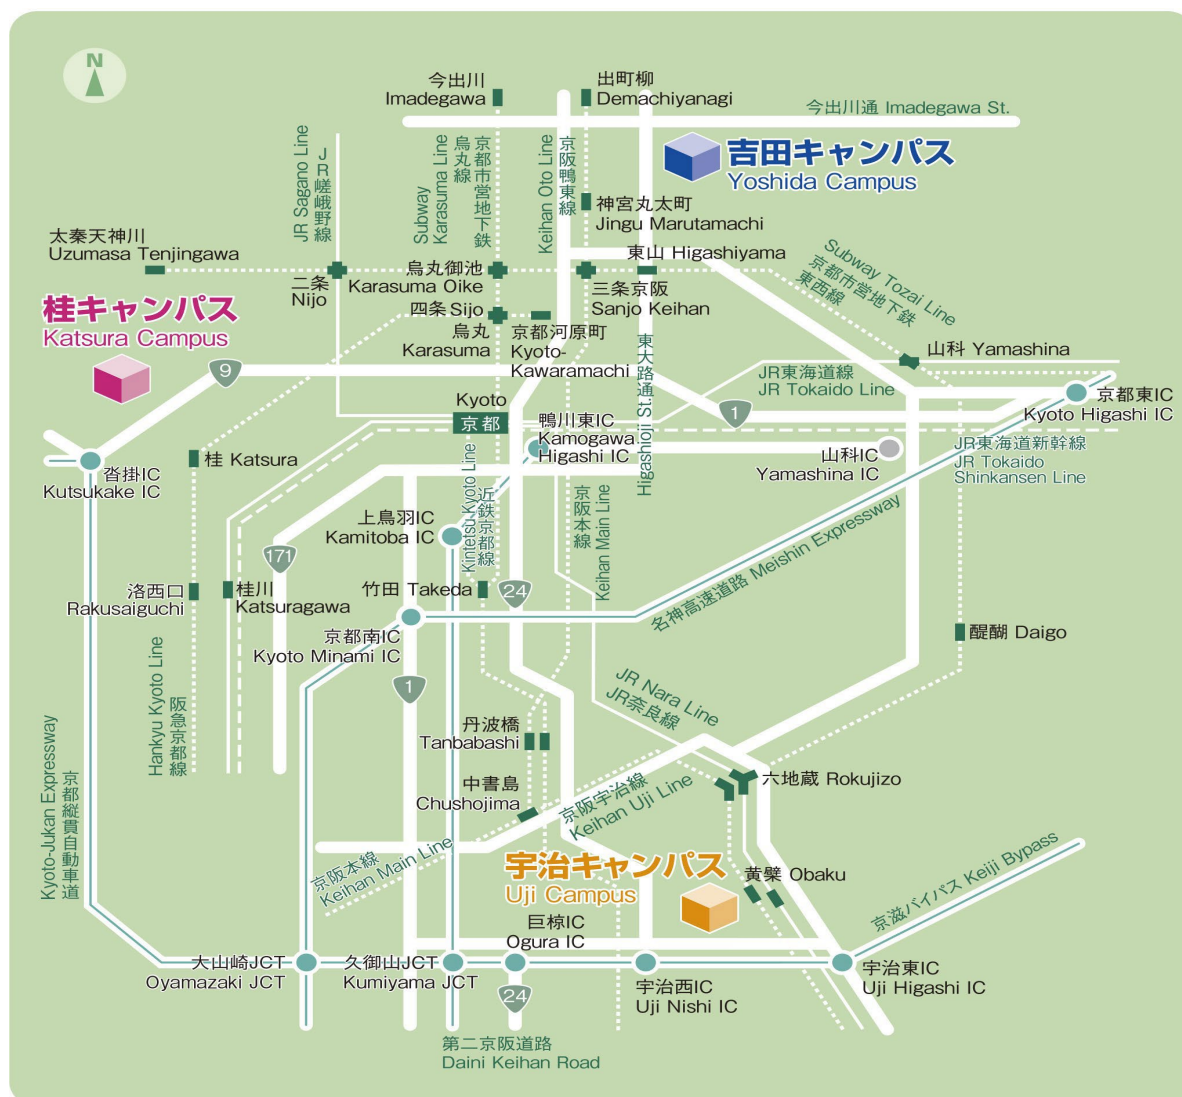 N
今出川
Imadegawa
出町柳
Demachiyanagi
今出川通 Imadegawa St.
吉田キャンパス
Yoshida Campus
JR Sagano Line
JR嵯峨野線
Subway
Karasuma Line
烏丸線
京都市営地下鉄
Keihan Oto Line
京阪鴨東線
神宮丸太町
Jingu Marutamachi
太秦天神川
Uzumasa Tenjingawa
東山 Higashiyama
Subway Tozai Line
京都市営地下鉄
東西線
二条
Nijo
烏丸御池
Karasuma Oike
三条京阪
Sanjo Keihan
桂キャンパス
Katsura Campus
四条 Sijo
烏丸
Karasuma
京都河原町
Kyoto-
Kawaramachi
東大路通
Higashioji St.
山科 Yamashina
9
JR東海道線
JR Tokaido Line
1
京都東IC
Kyoto Higashi IC
Kyoto
京都
鴨川東IC
Kamogawa
Higashi IC
山科IC
Yamashina IC
JR東海道新幹線
JR Tokaido
Shinkansen Line
沓掛IC
Kutsukake IC
桂 Katsura
Kintetsu Kyoto Line
近鉄京都線
京阪本線
Keihan Main Line
上鳥羽IC
Kamitoba IC
171
名神高速道路 Meishin Expressway
洛西口
Rakusaiguchi
桂川
Katsuragawa
竹田 Takeda
24
京都南IC
Kyoto Minami IC
醍醐 Daigo
1
Hankyu Kyoto Line
阪急京都線
JR Nara Line
JR奈良線
丹波橋
Tanbabashi
Kyoto-Jukan Expressway
京都縦貫自動車道
中書島
Chushojima
京阪宇治線
Keihan Uji Line
六地蔵 Rokujizo
京阪本線
Keihan Main Line
宇治キャンパス
Uji Campus
黄檗 Obaku
京滋バイパス Keiji Bypass
巨椋IC
Ogura IC
大山崎JCT
Oyamazaki JCT
久御山JCT
Kumiyama JCT
24
宇治西IC
Uji Nishi IC
宇治東IC
Uji Higashi IC
第二京阪道路
Daini Keihan Road